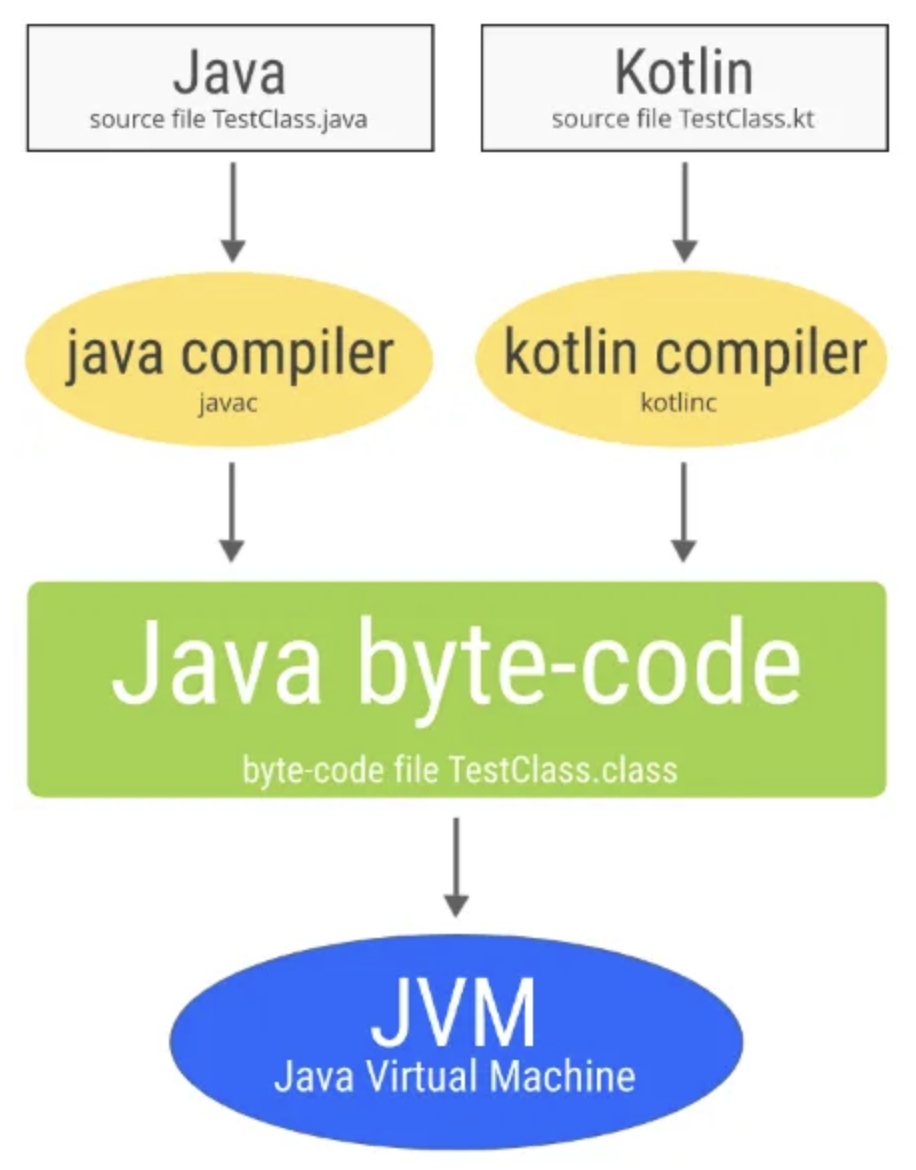 Java
source file TestClass.java
Kotlin
source file TestClass.kt
java compiler
javac
kotlin compiler
kotlinc
Java byte-code
byte-code file TestClass.class
JVM
Java Virtual Machine